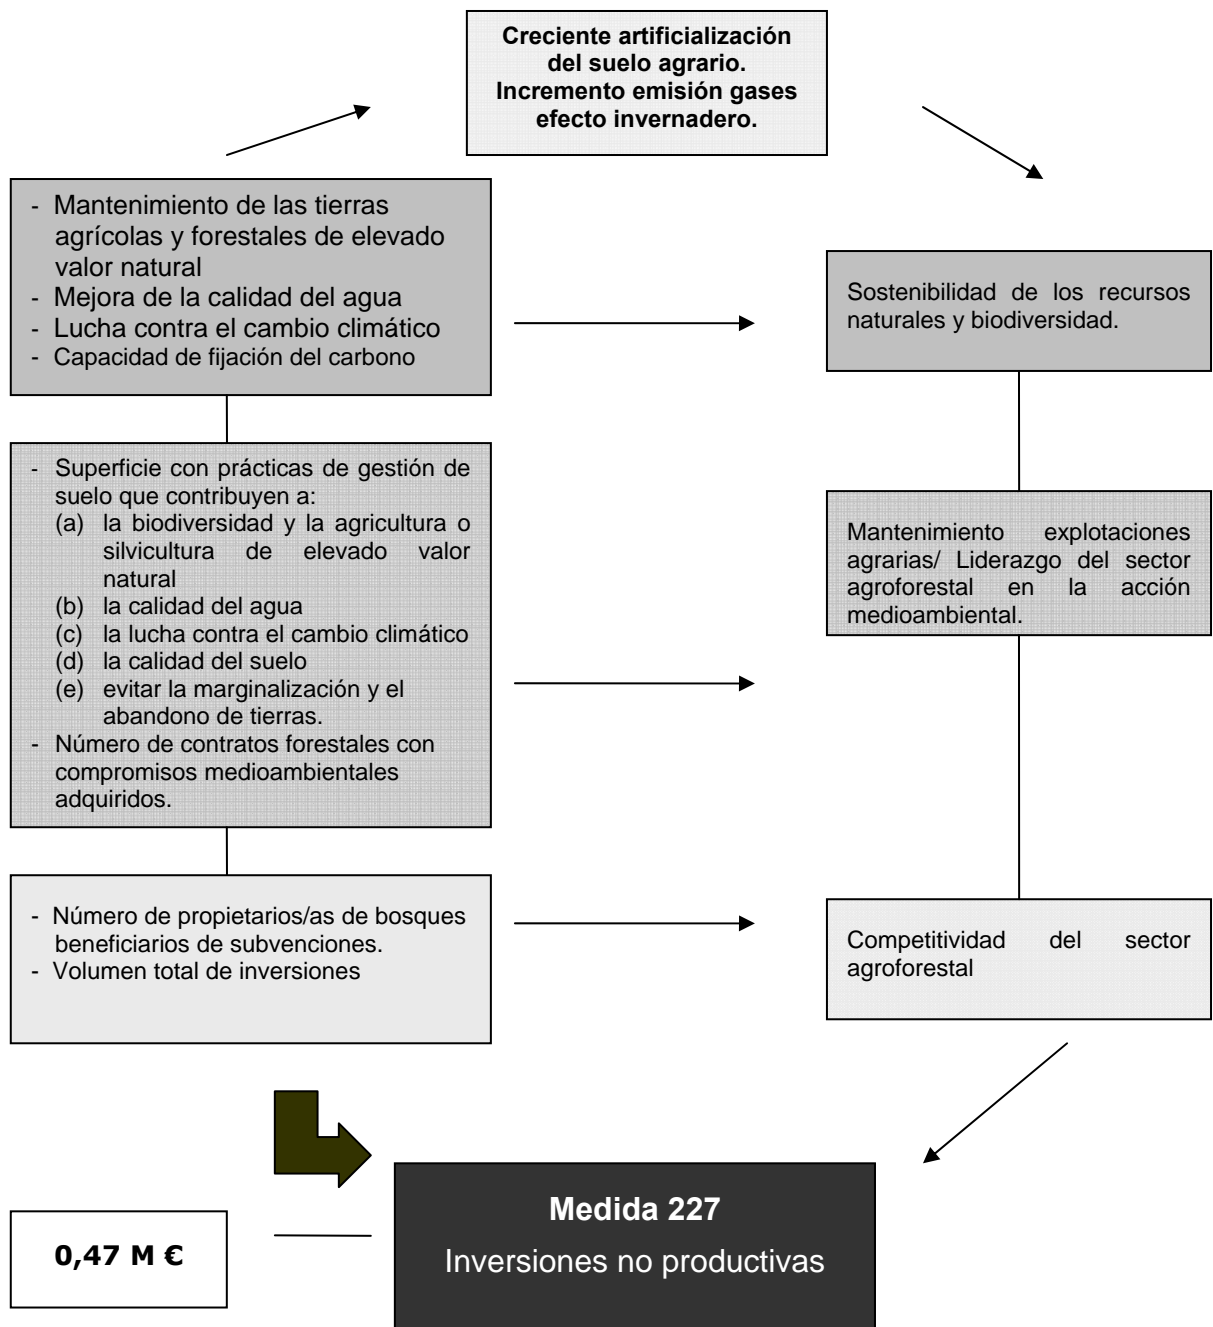 Creciente artificialización
del suelo agrario.
Incremento emisión gases
efecto invernadero.
- Mantenimiento de las tierras
agrícolas y forestales de elevado
valor natural
- Mejora de la calidad del agua
- Lucha contra el cambio climático
- Capacidad de fijación del carbono
Sostenibilidad de los recursos
naturales y biodiversidad.
- Superficie con prácticas de gestión de
suelo que contribuyen a:
(a) la biodiversidad y la agricultura o
silvicultura de elevado valor
natural
(b) la calidad del agua
(c) la lucha contra el cambio climático
(d) la calidad del suelo
(e) evitar la marginalización y el
abandono de tierras.
- Número de contratos forestales con
compromisos medioambientales
adquiridos.
Mantenimiento explotaciones
agrarias/ Liderazgo del sector
agroforestal en la acción
medioambiental.
- Número de propietarios/as de bosques
beneficiarios de subvenciones.
- Volumen total de inversiones
Competitividad del sector
agroforestal
0,47 M €
Medida 227
Inversiones no productivas